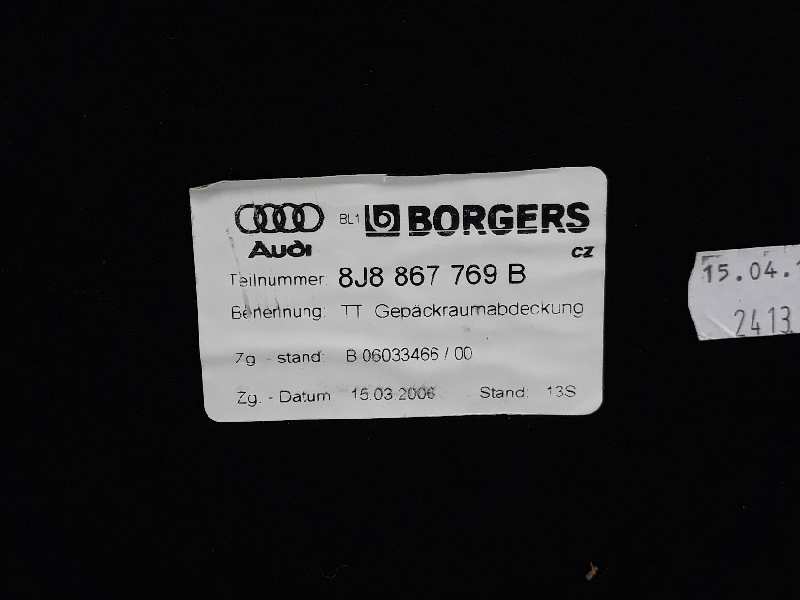 BL1 BORGERS
Audi CZ
Teilnummer: 8J8 867 769 B
Benennung: TT Gepäckraumabdeckung
Zg - stand: B 06033466 / 00
Zg. - Datum 15.03.2006 Stand: 13S
15.04.1
2413